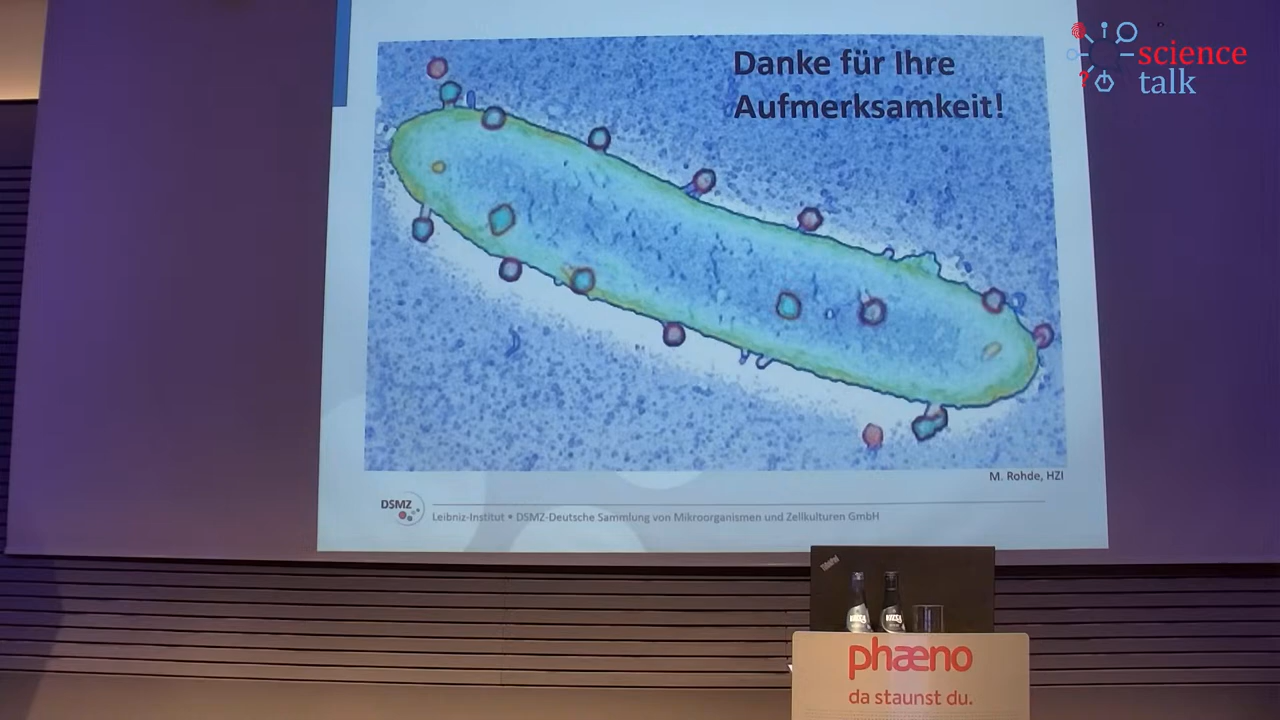 Danke für Ihre
Aufmerksamkeit!
science
talk
M. Rohde, HZI
DSMZ
Leibniz-Institut • DSMZ-Deutsche Sammlung von Mikroorganismen und Zellkulturen GmbH
phæno
da staunst du.